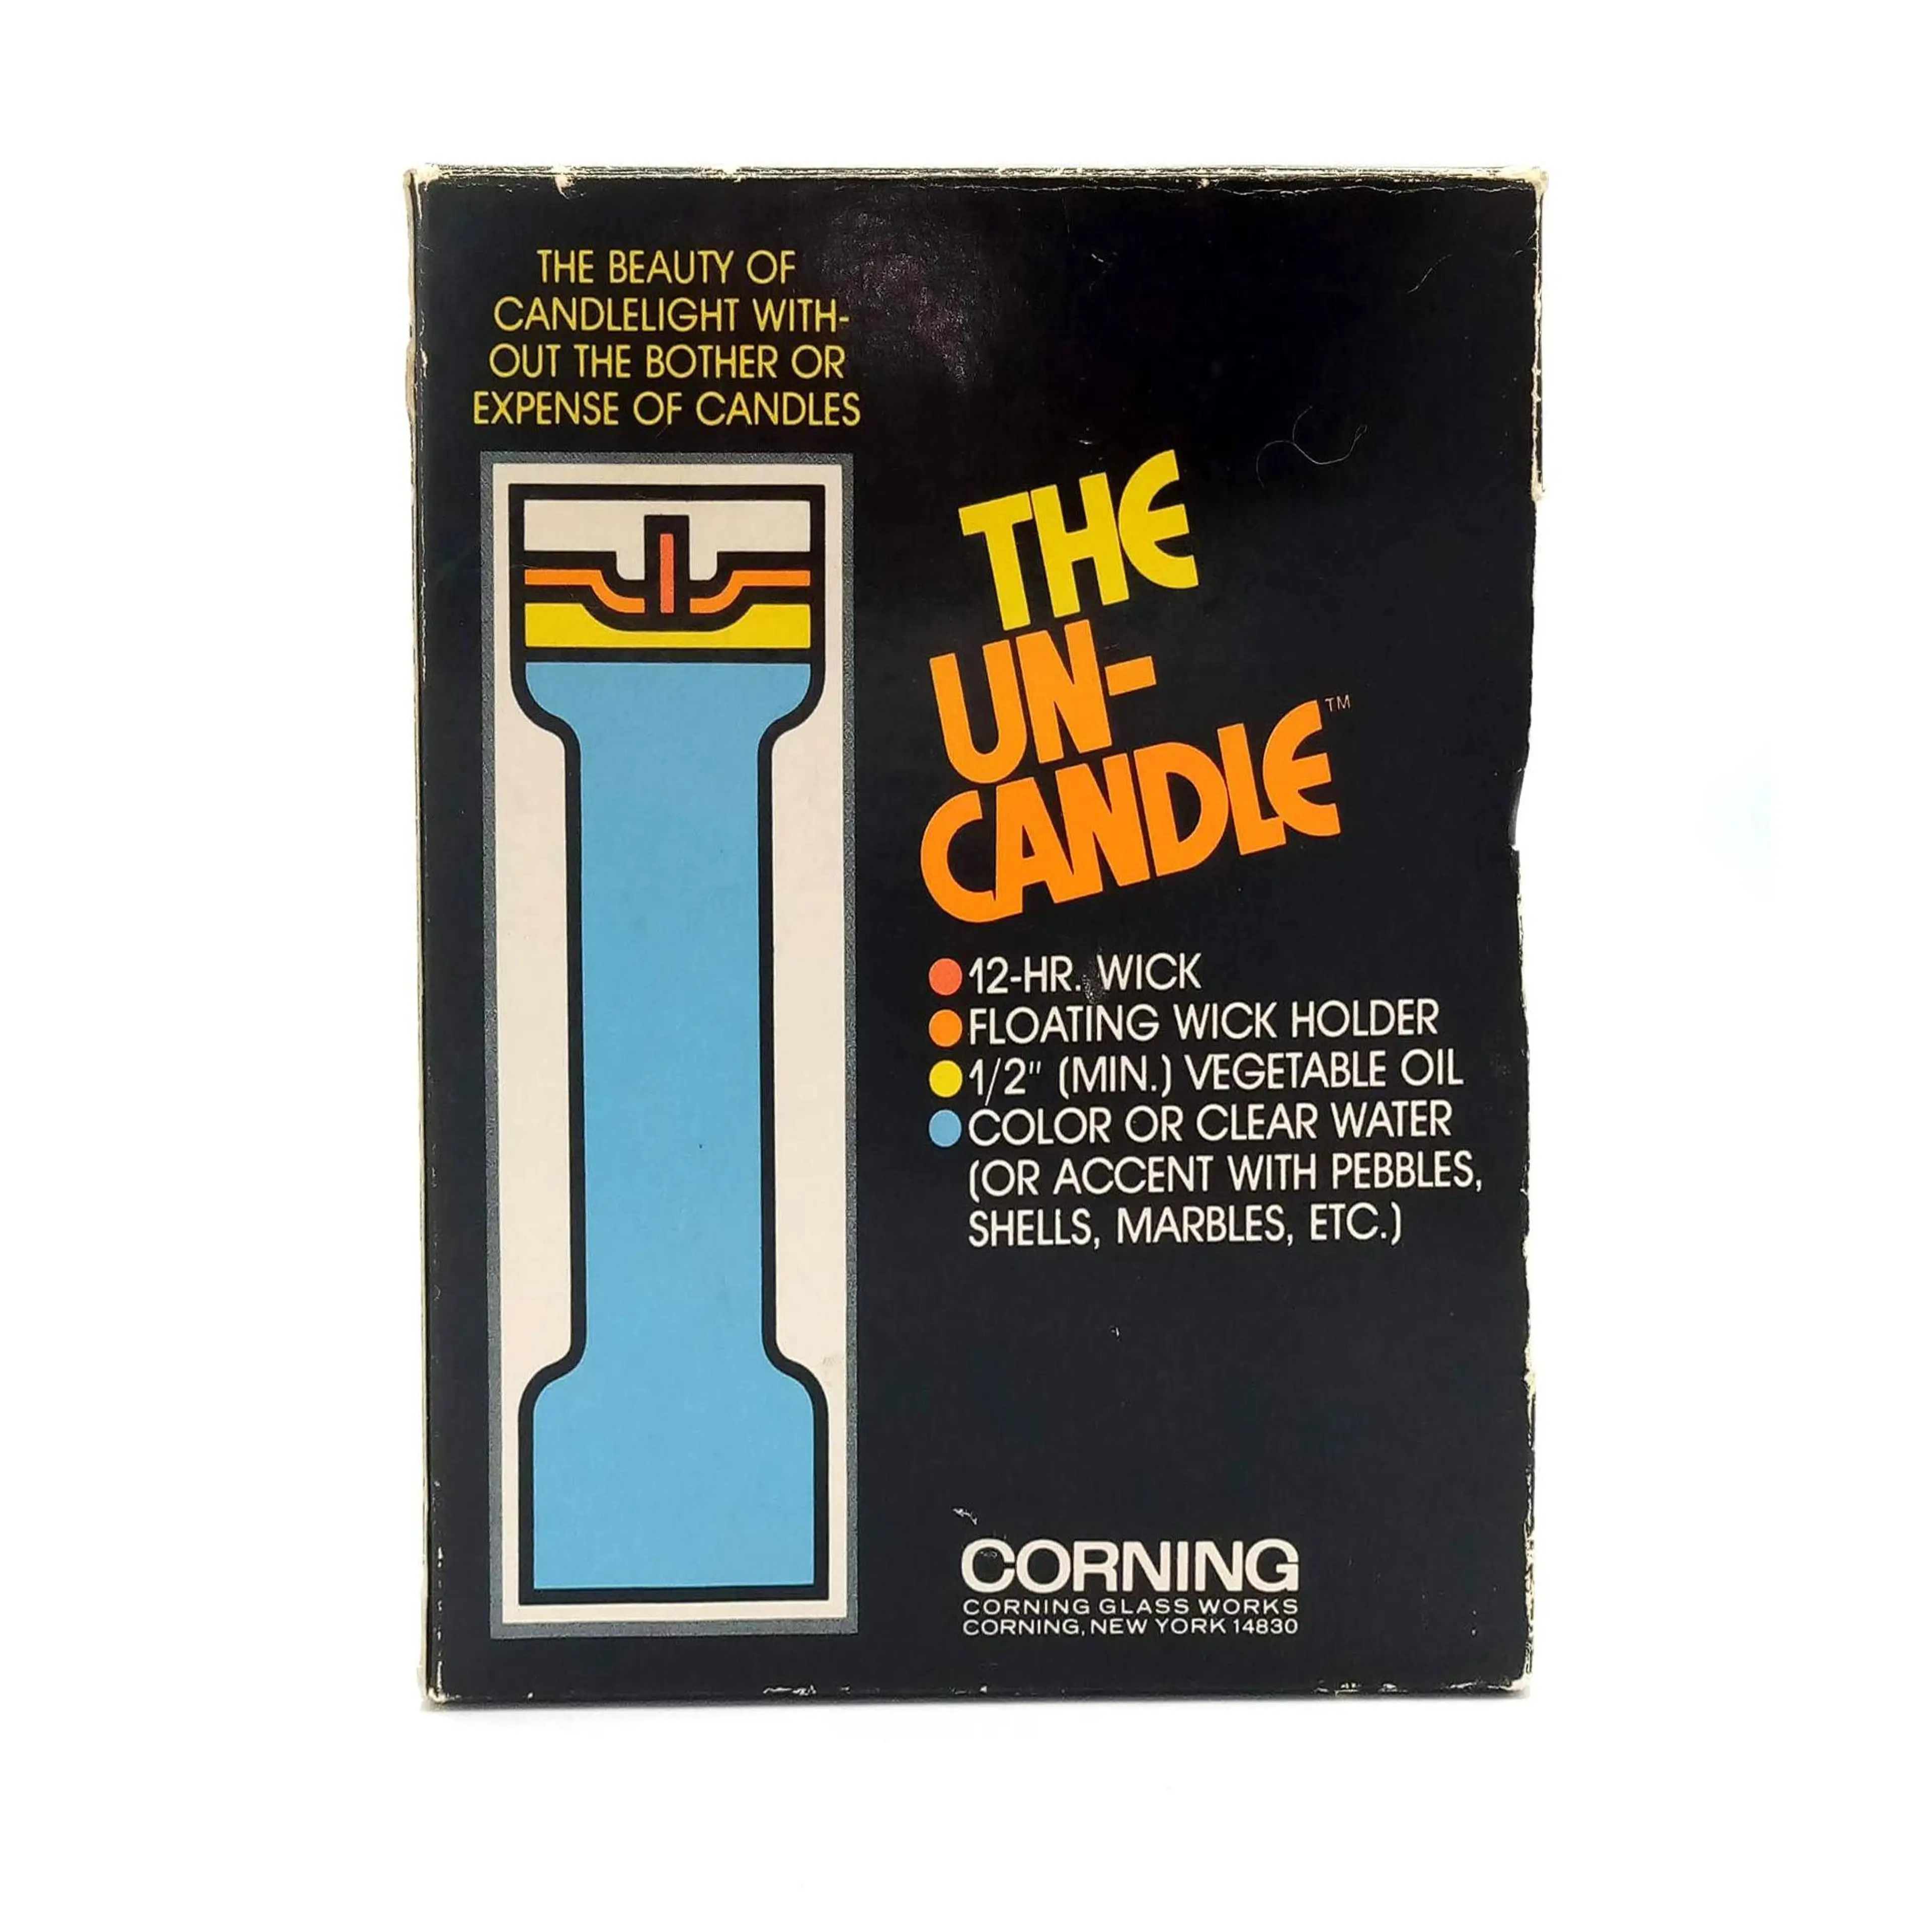 THE BEAUTY OF
CANDLELIGHT WITH-
OUT THE BOTHER OR
EXPENSE OF CANDLES
THE
UN-
CANDLE™
12-HR. WICK
FLOATING WICK HOLDER
1/2" (MIN.) VEGETABLE OIL
COLOR OR CLEAR WATER
(OR ACCENT WITH PEBBLES,
SHELLS, MARBLES, ETC.)
CORNING
CORNING GLASS WORKS
CORNING, NEW YORK 14830